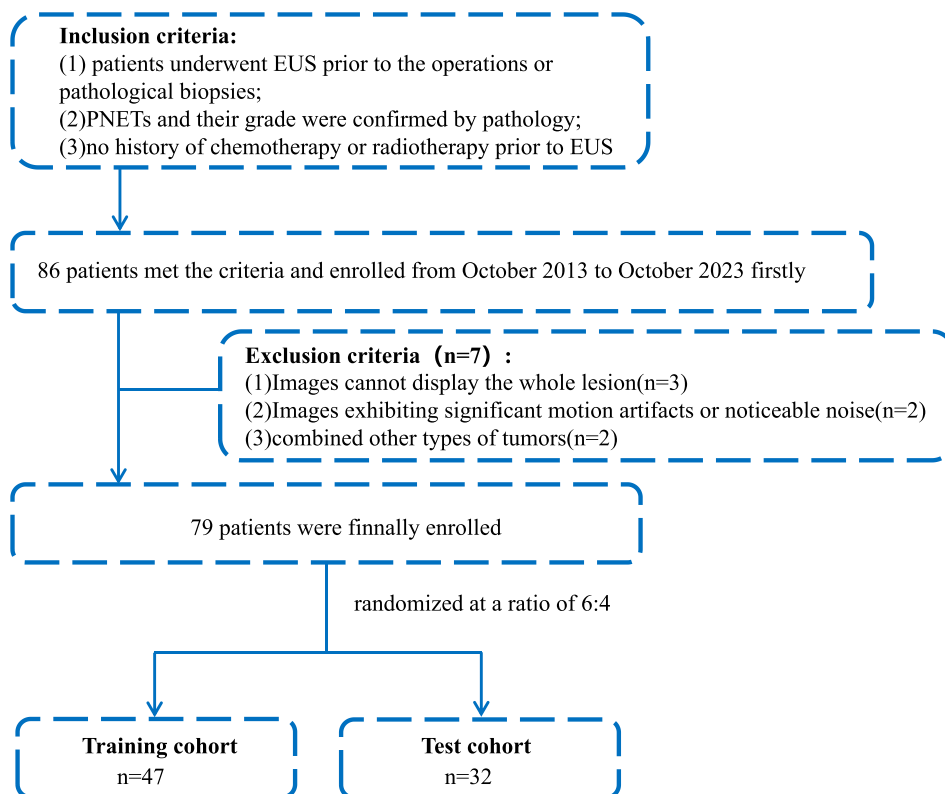 Inclusion criteria:
(1) patients underwent EUS prior to the operations or
pathological biopsies;
(2)PNETs and their grade were confirmed by pathology;
(3)no history of chemotherapy or radiotherapy prior to EUS
86 patients met the criteria and enrolled from October 2013 to October 2023 firstly
Exclusion criteria（n=7）:
(1)Images cannot display the whole lesion(n=3)
(2)Images exhibiting significant motion artifacts or noticeable noise(n=2)
(3)combined other types of tumors(n=2)
79 patients were finnally enrolled
randomized at a ratio of 6:4
Training cohort
n=47
Test cohort
n=32